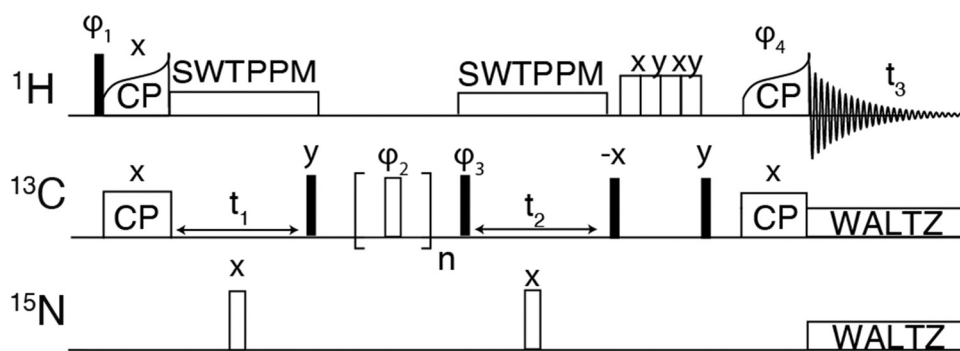 φ1
x
φ4
1H
CP
SWTPPM
SWTPPM
x y x y
CP
t3
x
y
φ2
φ3
-x
y
x
13C
CP
t1
n
t2
CP
WALTZ
x
x
15N
WALTZ